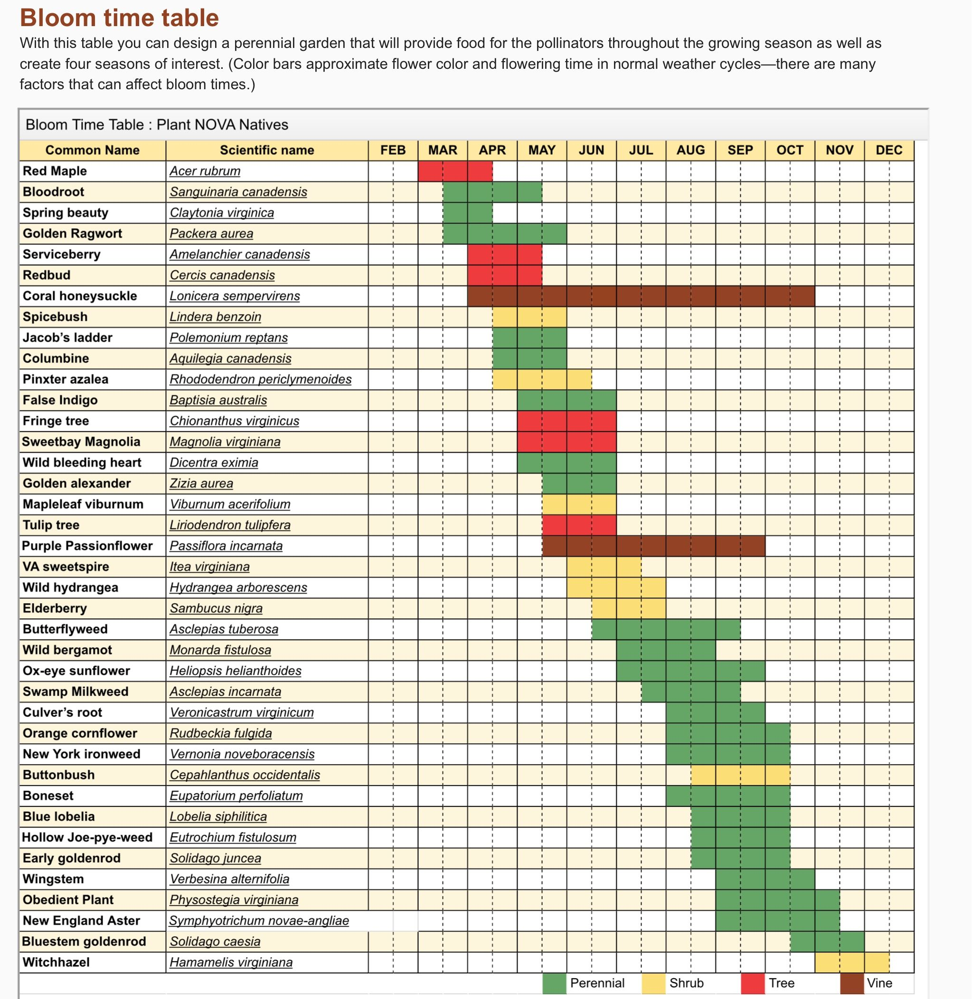 Bloom time table
With this table you can design a perennial garden that will provide food for the pollinators throughout the growing season as well as
create four seasons of interest. (Color bars approximate flower color and flowering time in normal weather cycles—there are many
factors that can affect bloom times.)
Bloom Time Table : Plant NOVA Natives
Common Name Scientific name FEB MAR APR MAY JUN JUL AUG SEP OCT NOV DEC
Red Maple Acer rubrum
Bloodroot Sanguinaria canadensis
Spring beauty Claytonia virginica
Golden Ragwort Packera aurea
Serviceberry Amelanchier canadensis
Redbud Cercis canadensis
Coral honeysuckle Lonicera sempervirens
Spicebush Lindera benzoin
Jacob’s ladder Polemonium reptans
Columbine Aquilegia canadensis
Pinxter azalea Rhododendron periclymenoides
False Indigo Baptisia australis
Fringe tree Chionanthus virginicus
Sweetbay Magnolia Magnolia virginiana
Wild bleeding heart Dicentra eximia
Golden alexander Zizia aurea
Mapleleaf viburnum Viburnum acerifolium
Tulip tree Liriodendron tulipfera
Purple Passionflower Passiflora incarnata
VA sweetspire Itea virginiana
Wild hydrangea Hydrangea arborescens
Elderberry Sambucus nigra
Butterflyweed Asclepias tuberosa
Wild bergamot Monarda fistulosa
Ox-eye sunflower Heliopsis helianthoides
Swamp Milkweed Asclepias incarnata
Culver’s root Veronicastrum virginicum
Orange cornflower Rudbeckia fulgida
New York ironweed Vernonia noveboracensis
Buttonbush Cepahlanthus occidentalis
Boneset Eupatorium perfoliatum
Blue lobelia Lobelia siphilitica
Hollow Joe-pye-weed Eutrochium fistulosum
Early goldenrod Solidago juncea
Wingstem Verbesina alternifolia
Obedient Plant Physostegia virginiana
New England Aster Symphyotrichum novae-angliae
Bluestem goldenrod Solidago caesia
Witchhazel Hamamelis virginiana
Perennial Shrub Tree Vine